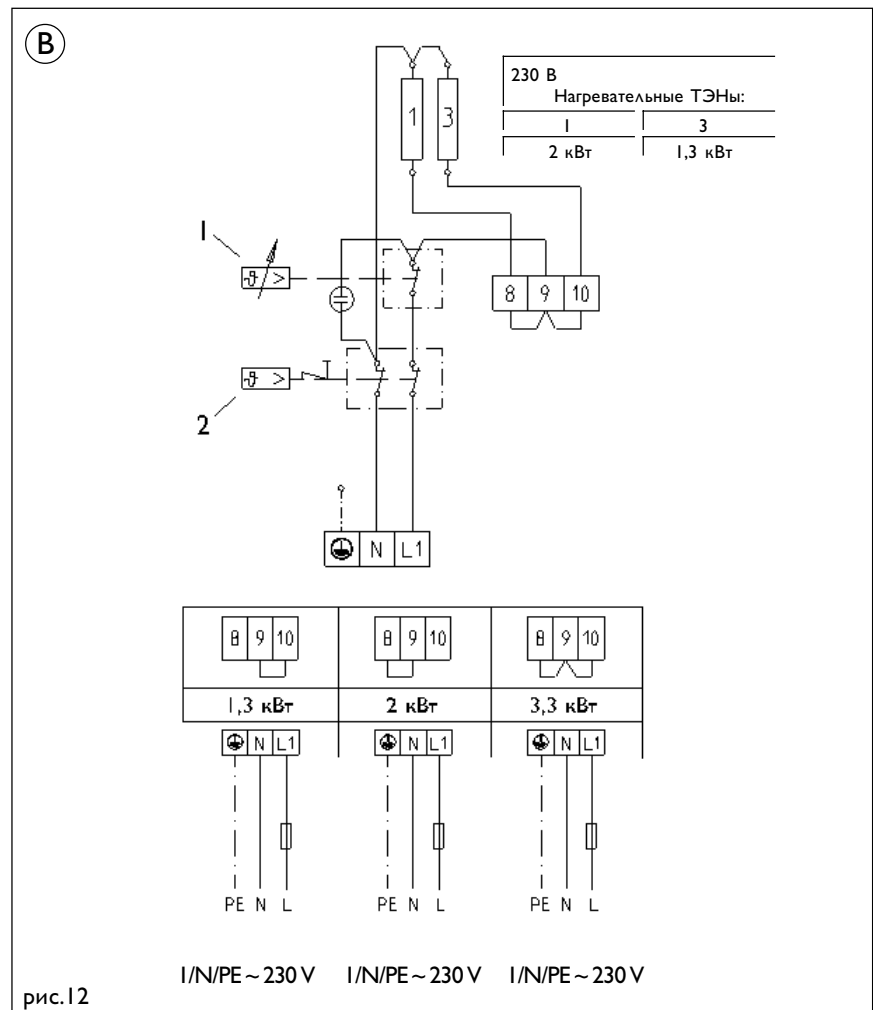 B
230 В
Нагревательные ТЭНы:
1 3
2 кВт 1,3 кВт
1 3
1
ϑ >
8 9 10
ϑ >
2
N L1
8 9 10 8 9 10 8 9 10
1,3 кВт 2 кВт 3,3 кВт
N L1 N L1 N L1
PE N L PE N L PE N L
1/N/PE ~ 230 V 1/N/PE ~ 230 V 1/N/PE ~ 230 V
рис.12